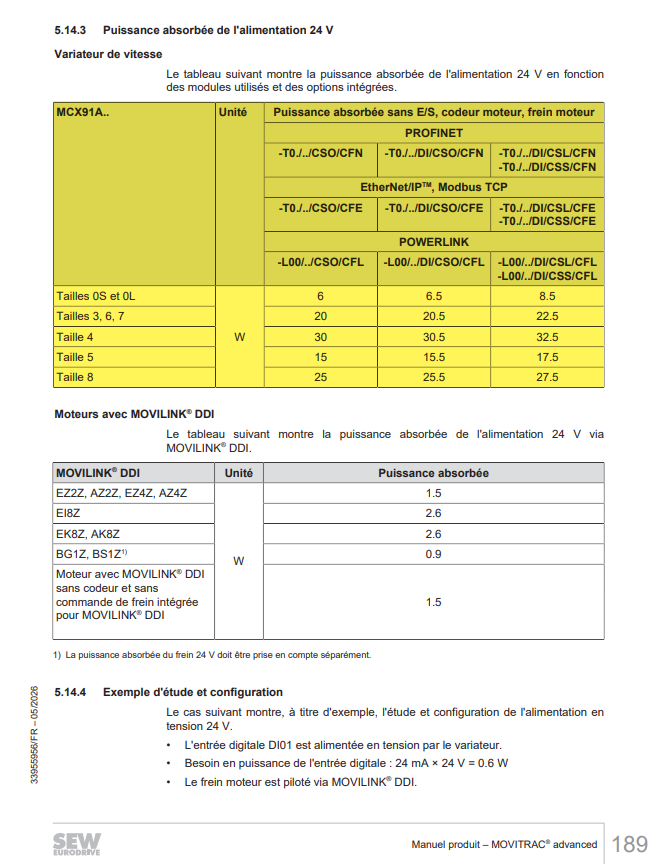 5.14.3 Puissance absorbée de l'alimentation 24 V
Variateur de vitesse
Le tableau suivant montre la puissance absorbée de l'alimentation 24 V en fonction
des modules utilisés et des options intégrées.
MCX91A.. Unité Puissance absorbée sans E/S, codeur moteur, frein moteur
PROFINET
-T0./../CSO/CFN -T0./../DI/CSO/CFN -T0./../DI/CSL/CFN
-T0./../DI/CSS/CFN
EtherNet/IP™, Modbus TCP
-T0./../CSO/CFE -T0./../DI/CSO/CFE -T0./../DI/CSL/CFE
-T0./../DI/CSS/CFE
POWERLINK
-L00/../CSO/CFL -L00/../DI/CSO/CFL -L00/../DI/CSL/CFL
-L00/../DI/CSS/CFL
Tailles 0S et 0L 6 6.5 8.5
Tailles 3, 6, 7 20 20.5 22.5
Taille 4 W 30 30.5 32.5
Taille 5 15 15.5 17.5
Taille 8 25 25.5 27.5
Moteurs avec MOVILINK® DDI
Le tableau suivant montre la puissance absorbée de l'alimentation 24 V via
MOVILINK® DDI.
MOVILINK® DDI Unité Puissance absorbée
EZ2Z, AZ2Z, EZ4Z, AZ4Z 1.5
EI8Z 2.6
EK8Z, AK8Z 2.6
BG1Z, BS1Z1) 0.9
W
Moteur avec MOVILINK® DDI
sans codeur et sans
commande de frein intégrée 1.5
pour MOVILINK® DDI
1) La puissance absorbée du frein 24 V doit être prise en compte séparément.
5.14.4 Exemple d'étude et configuration
Le cas suivant montre, à titre d'exemple, l'étude et configuration de l'alimentation en
tension 24 V.
• L'entrée digitale DI01 est alimentée en tension par le variateur.
• Besoin en puissance de l'entrée digitale : 24 mA × 24 V = 0.6 W
• Le frein moteur est piloté via MOVILINK® DDI.
33955956/FR – 05/2026
SEW
EURODRIVE
Manuel produit – MOVITRAC® advanced 189